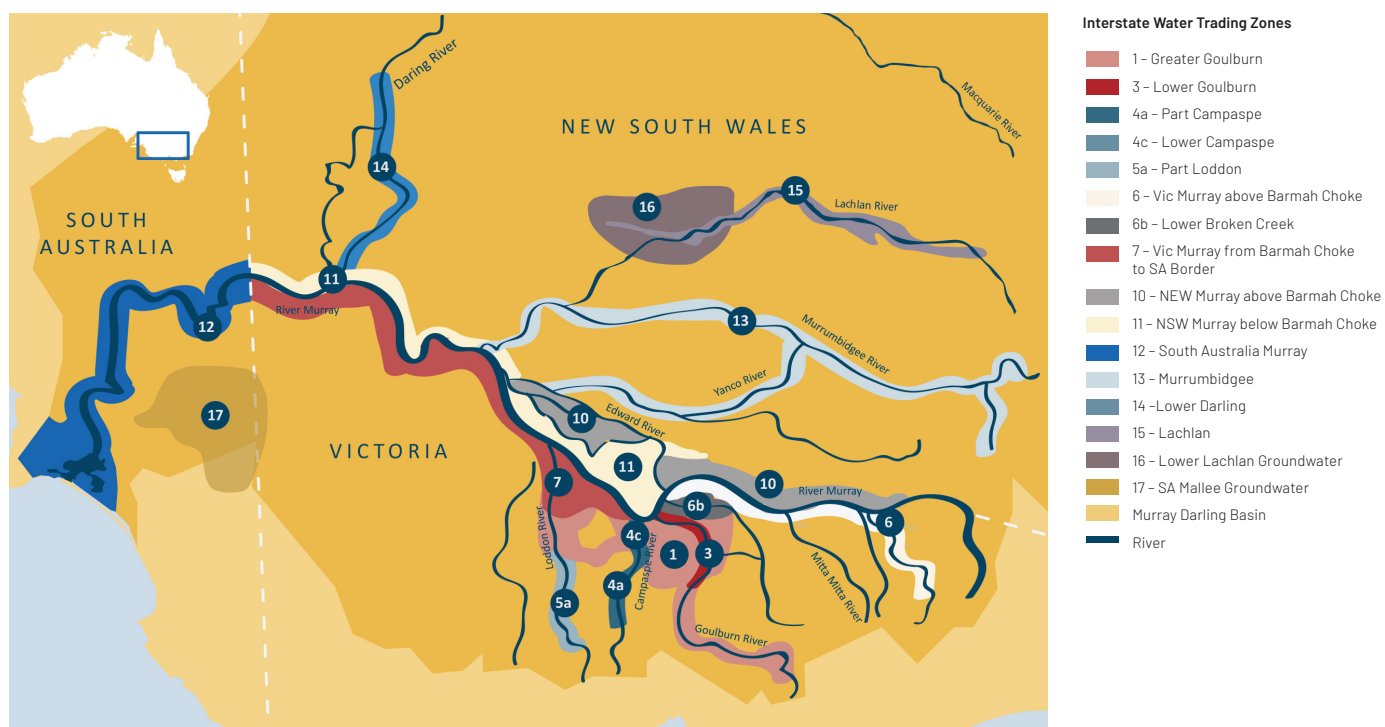 Daring River
Macquarie River
NEW SOUTH WALES
14
16
15
Lachlan River
SOUTH
AUSTRALIA
11
River Murray
12
13
Murrumbidgee River
Yanco River
17
10
Edward River
VICTORIA
11
7
10
River Murray
6b
6
Loddon River
4c
Campaspe River
1
3
Mitta Mitta River
4a
5a
Goulburn River
Interstate Water Trading Zones
1 – Greater Goulburn
3 – Lower Goulburn
4a – Part Campaspe
4c – Lower Campaspe
5a – Part Loddon
6 – Vic Murray above Barmah Choke
6b – Lower Broken Creek
7 – Vic Murray from Barmah Choke
to SA Border
10 – NEW Murray above Barmah Choke
11 – NSW Murray below Barmah Choke
12 – South Australia Murray
13 – Murrumbidgee
14 –Lower Darling
15 – Lachlan
16 – Lower Lachlan Groundwater
17 – SA Mallee Groundwater
Murray Darling Basin
River